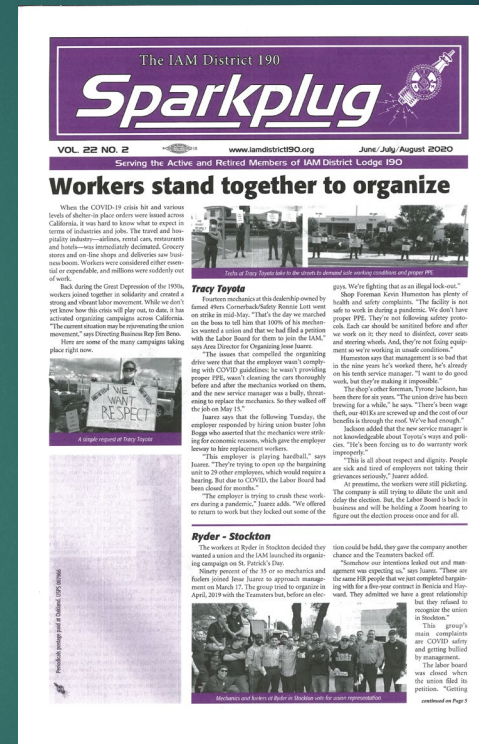 The IAM District 190
Sparkplug
VOL. 22 NO. 2
www.iamdistrict190.org
June/July/August 2020
Serving the Active and Retired Members of IAM District Lodge 190
Workers stand together to organize
When the COVID-19 crisis hit and various
levels of shelter-in place orders were issued across
California, it was hard to know what to expect in
terms of industries and jobs. The travel and hos-
pitality industry—airlines, rental cars, restaurants
and hotels—was immediately decimated. Grocery
stores and on-line shops and deliveries saw busi-
ness boom. Workers were considered either essen-
tial or expendable, and millions were suddenly out
of work.
Back during the Great Depression of the 1930s,
workers joined together in solidarity and created a
strong and vibrant labor movement. While we don't
yet know how this crisis will play out, to date, it has
activated organizing campaigns across California.
"The current situation may be rejuvenating the union
movement," says Directing Business Rep Jim Beno.
Here are some of the many campaigns taking
place right now.
WE
WANT
PPE
A simple request at Tracy Toyota
Periodicals postage paid at Oakland, USPS 001966
Techs at Tracy Toyota take to the streets to demand safe working conditions and proper PPE.
Tracy Toyota
Fourteen mechanics at this dealership owned by
famed 49ers Cornerback/Safety Ronnie Lott went
on strike in mid-May. "That's the day we marched
on the boss to tell him that 100% of his mechan-
ics wanted a union and that we had filed a petition
with the Labor Board for them to join the IAM,"
says Area Director for Organizing Jesse Juarez.
"The issues that compelled the organizing
drive were that the employer wasn't comply-
ing with COVID guidelines; he wasn't providing
proper PPE, wasn't cleaning the cars thoroughly
before and after the mechanics worked on them,
and the new service manager was a bully, threat-
ening to replace the mechanics. So they walked off
the job on May 15."
Juarez says that the following Tuesday, the
employer responded by hiring union buster John
Boggs who asserted that the mechanics were strik-
ing for economic reasons, which gave the employer
leeway to hire replacement workers.
"This employer is playing hardball," says
Juarez. "They're trying to open up the bargaining
unit to 29 other employees, which would require a
hearing. But due to COVID, the Labor Board had
been closed for months."
"The employer is trying to crush these work-
ers during a pandemic," Juarez adds. "We offered
to return to work but they locked out some of the
guys. We're fighting that as an illegal lock-out."
Shop Foreman Kevin Humeston has plenty of
health and safety complaints. "The facility is not
safe to work in during a pandemic. We don't have
proper PPE. They're not following safety proto-
cols. Each car should be sanitized before and after
we work on it; they need to disinfect, cover seats
and steering wheels. And, they're not fixing equip-
ment so we're working in unsafe conditions."
Humeston says that management is so bad that
in the nine years he's worked there, he's already
on his tenth service manager. "I want to do good
work, but they're making it impossible."
The shop's other foreman, Tyrone Jackson, has
been there for six years. "The union drive has been
brewing for a while," he says. "There's been wage
theft, our 401Ks are screwed up and the cost of our
benefits is through the roof. We've had enough."
Jackson added that the new service manager is
not knowledgeable about Toyota's ways and poli-
cies. "He's been forcing us to do warranty work
improperly."
"This is all about respect and dignity. People
are sick and tired of employers not taking their
grievances seriously," Juarez added.
At presstime, the workers were still picketing.
The company is still trying to dilute the unit and
delay the election. But, the Labor Board is back in
business and will be holding a Zoom hearing to
figure out the election process once and for all.
Ryder - Stockton
The workers at Ryder in Stockton decided they
wanted a union and the IAM launched its organiz-
ing campaign on St. Patrick's Day.
Ninety percent of the 35 or so mechanics and
fuelers joined Jesse Juarez to approach manage-
ment on March 17. The group tried to organize in
April, 2019 with the Teamsters but, before an elec-
tion could be held, they gave the company another
chance and the Teamsters backed off.
"Somehow our intentions leaked out and man-
agement was expecting us," says Juarez. "These are
the same HR people that we just completed bargain-
ing with for a five-year contract in Benicia and Hay-
ward. They admitted we have a great relationship
but they refused to
recognize the union
in Stockton."
This group's
main complaints
are COVID safety
and getting bullied
by management.
The labor board
was closed when
the union filed its
petition. "Getting
continued on Page 5
Mechanics and fuelers at Ryder in Stockton vote for union representation.